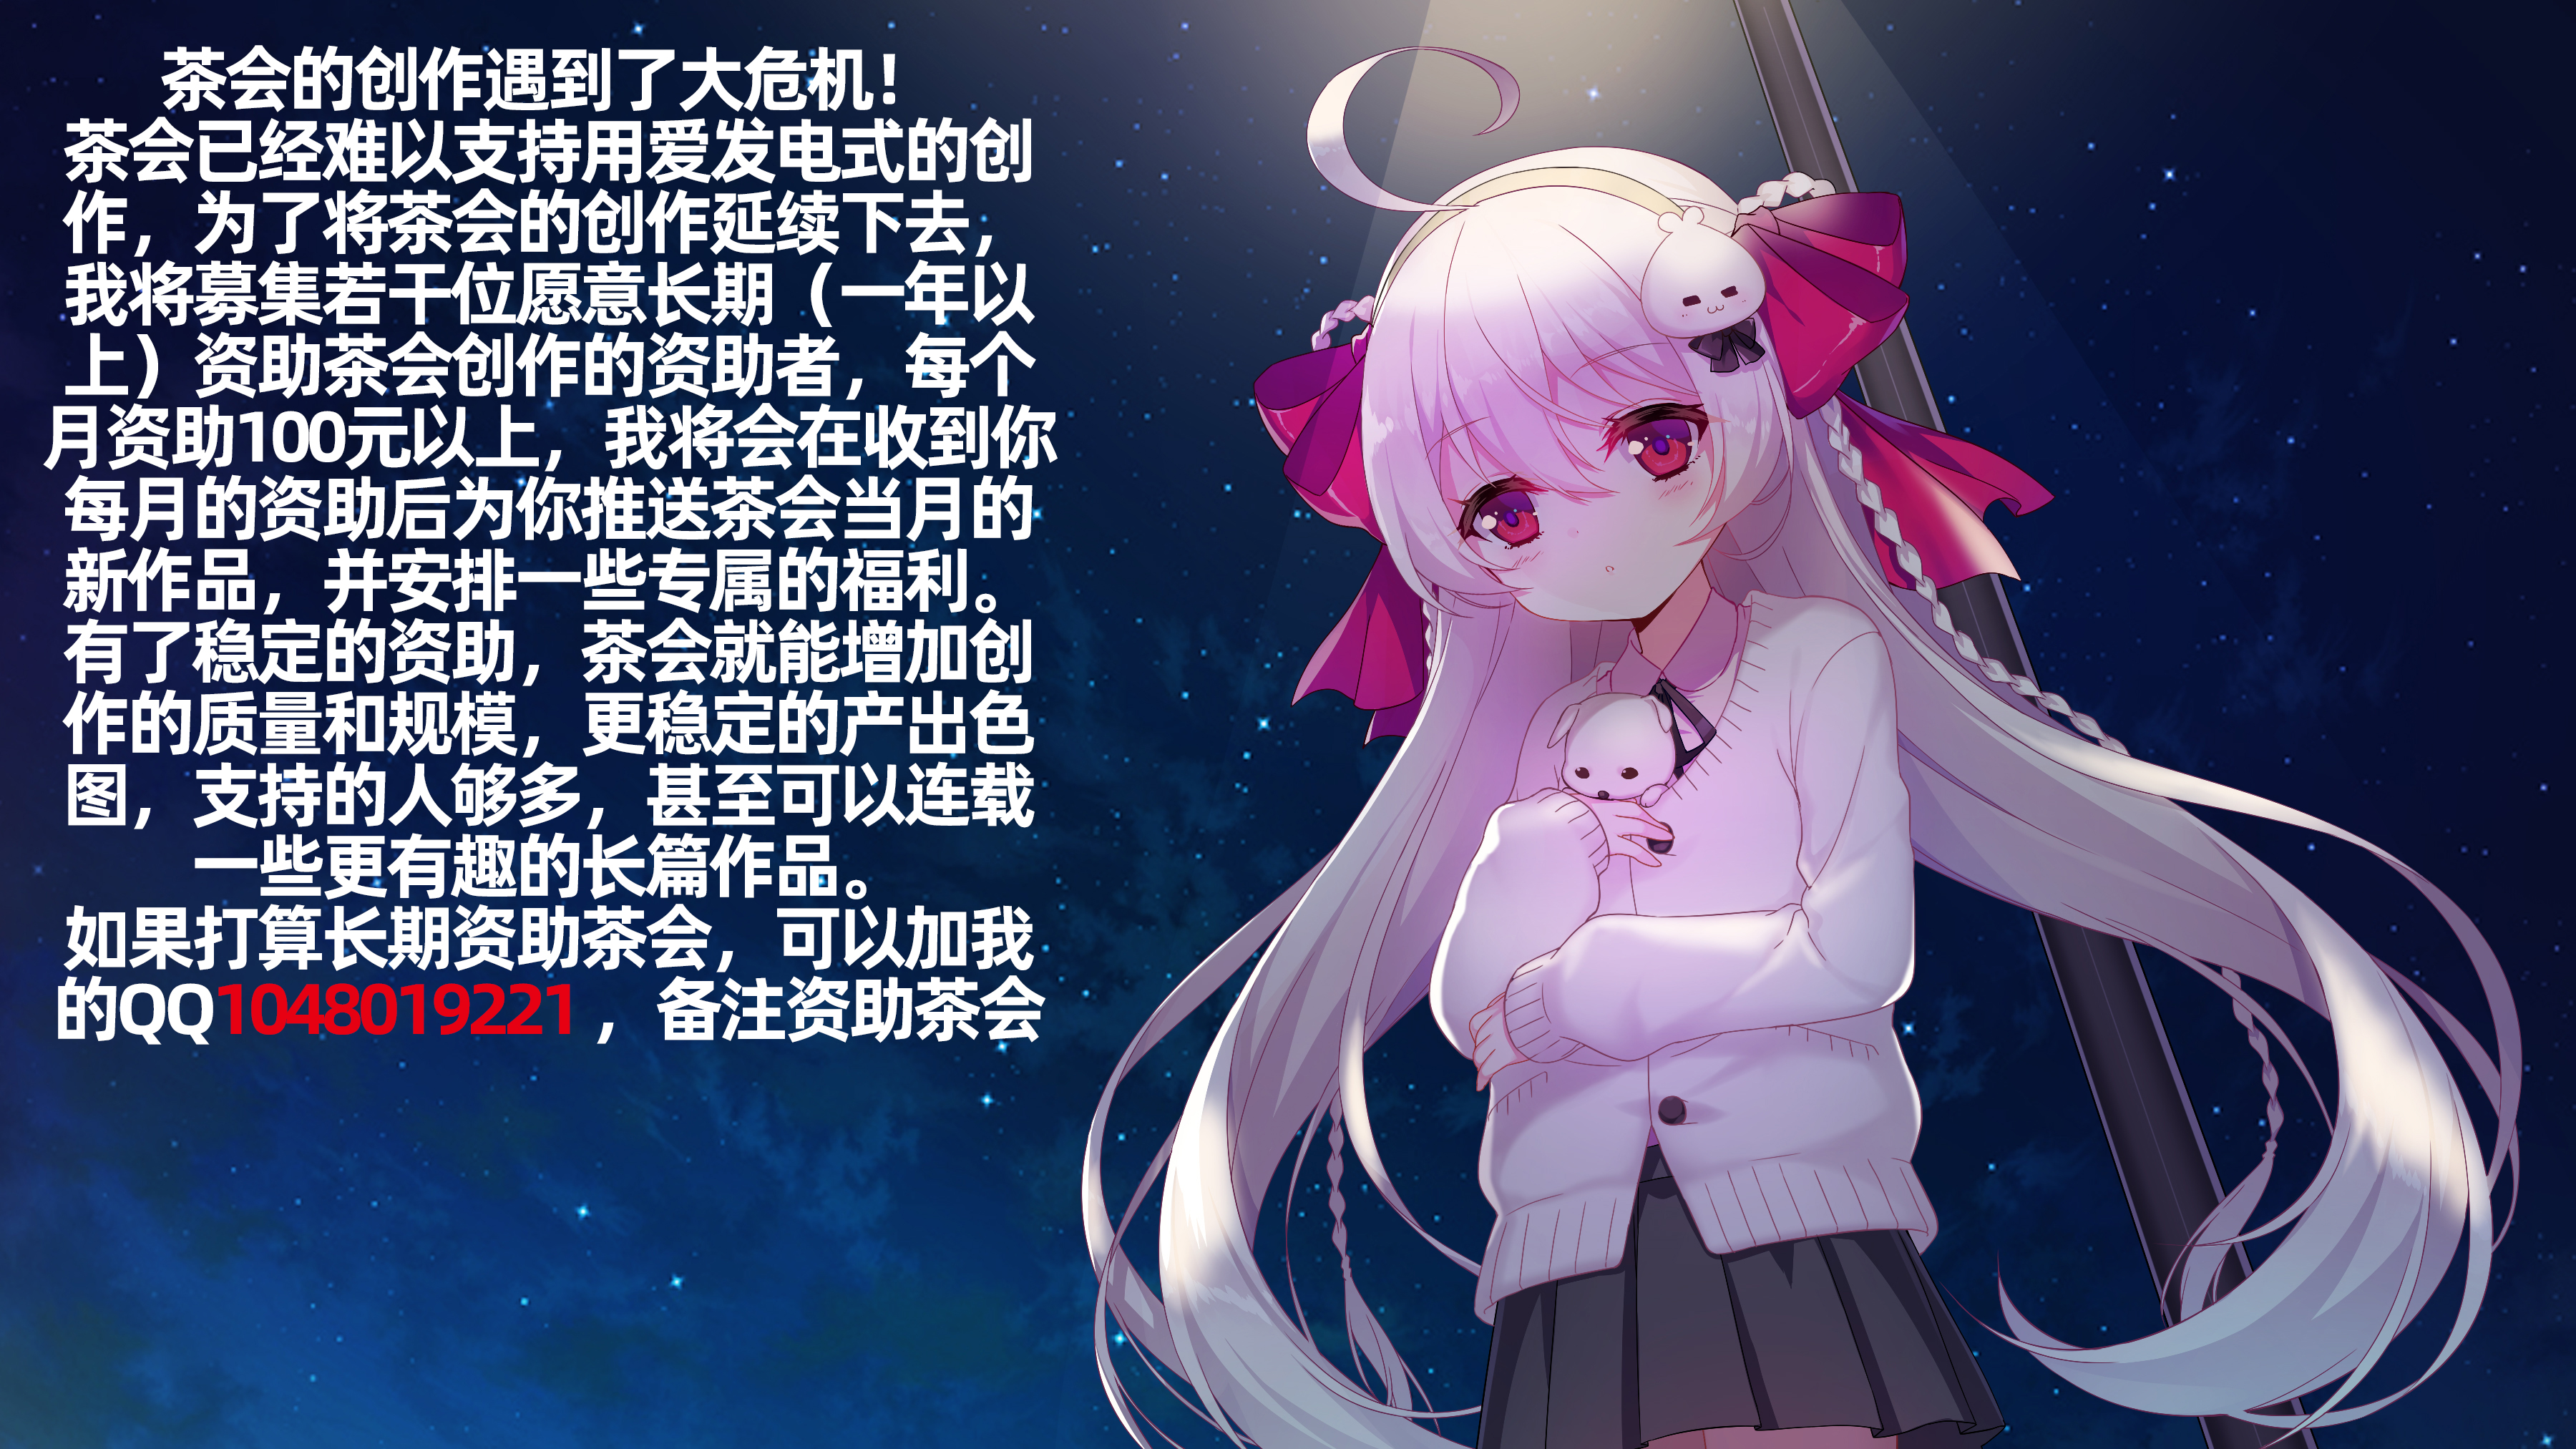 茶会的创作遇到了大危机！
茶会已经难以支持用爱发电式的创
作，为了将茶会的创作延续下去，
我将募集若干位愿意长期（一年以
上）资助茶会创作的资助者，每个
月资助100元以上，我将会在收到你
每月的资助后为你推送茶会当月的
新作品，并安排一些专属的福利。
有了稳定的资助，茶会就能增加创
作的质量和规模，更稳定的产出色
图，支持的人够多，甚至可以连载
一些更有趣的长篇作品。
如果打算长期资助茶会，可以加我
的QQ1048019221，备注资助茶会